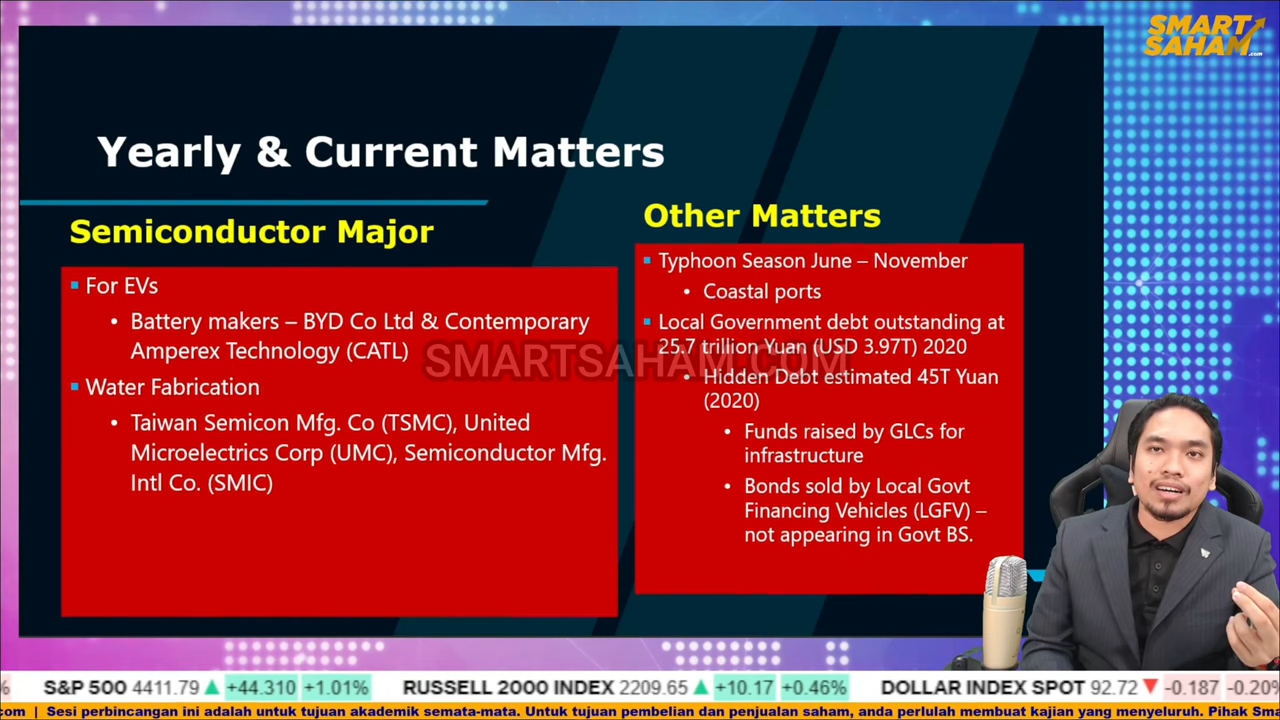 SMART
SAHAM
.com
Yearly & Current Matters
Semiconductor Major
For EVs
Battery makers – BYD Co Ltd & Contemporary
Amperex Technology (CATL)
Water Fabrication
Taiwan Semicon Mfg. Co (TSMC), United
Microelectrics Corp (UMC), Semiconductor Mfg.
Intl Co. (SMIC)
Other Matters
Typhoon Season June – November
Coastal ports
Local Government debt outstanding at
25.7 trillion Yuan (USD 3.97T) 2020
Hidden Debt estimated 45T Yuan
(2020)
Funds raised by GLCs for
infrastructure
Bonds sold by Local Govt
Financing Vehicles (LGFV) –
not appearing in Govt BS.
SMARTSAHAM.COM
% S&P 500 4411.79 ▲ +44.310 +1.01% RUSSELL 2000 INDEX 2209.65 ▲ +10.17 +0.46% DOLLAR INDEX SPOT 92.72 ▼ -0.187 -0.20%
com | Sesi perbincangan ini adalah untuk tujuan akademik semata-mata. Untuk tujuan pembelian dan penjualan saham, anda perlulah membuat kajian yang menyeluruh. Pihak Sma